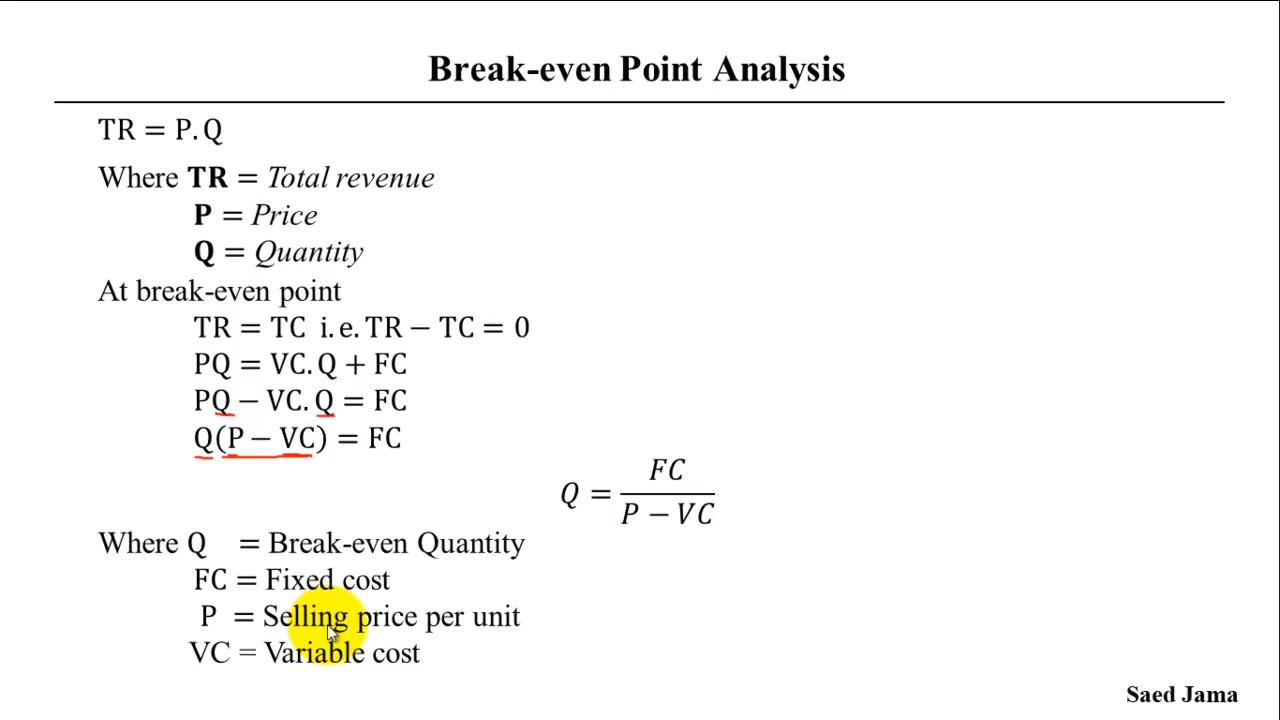 Break-even Point Analysis
TR = P.Q
Where TR = Total revenue
P = Price
Q = Quantity
At break-even point
TR = TC i.e. TR − TC = 0
PQ = VC.Q + FC
PQ − VC.Q = FC
Q(P − VC) = FC
Q = FC / P − VC
Where Q = Break-even Quantity
FC = Fixed cost
P = Selling price per unit
VC = Variable cost
Saed Jama